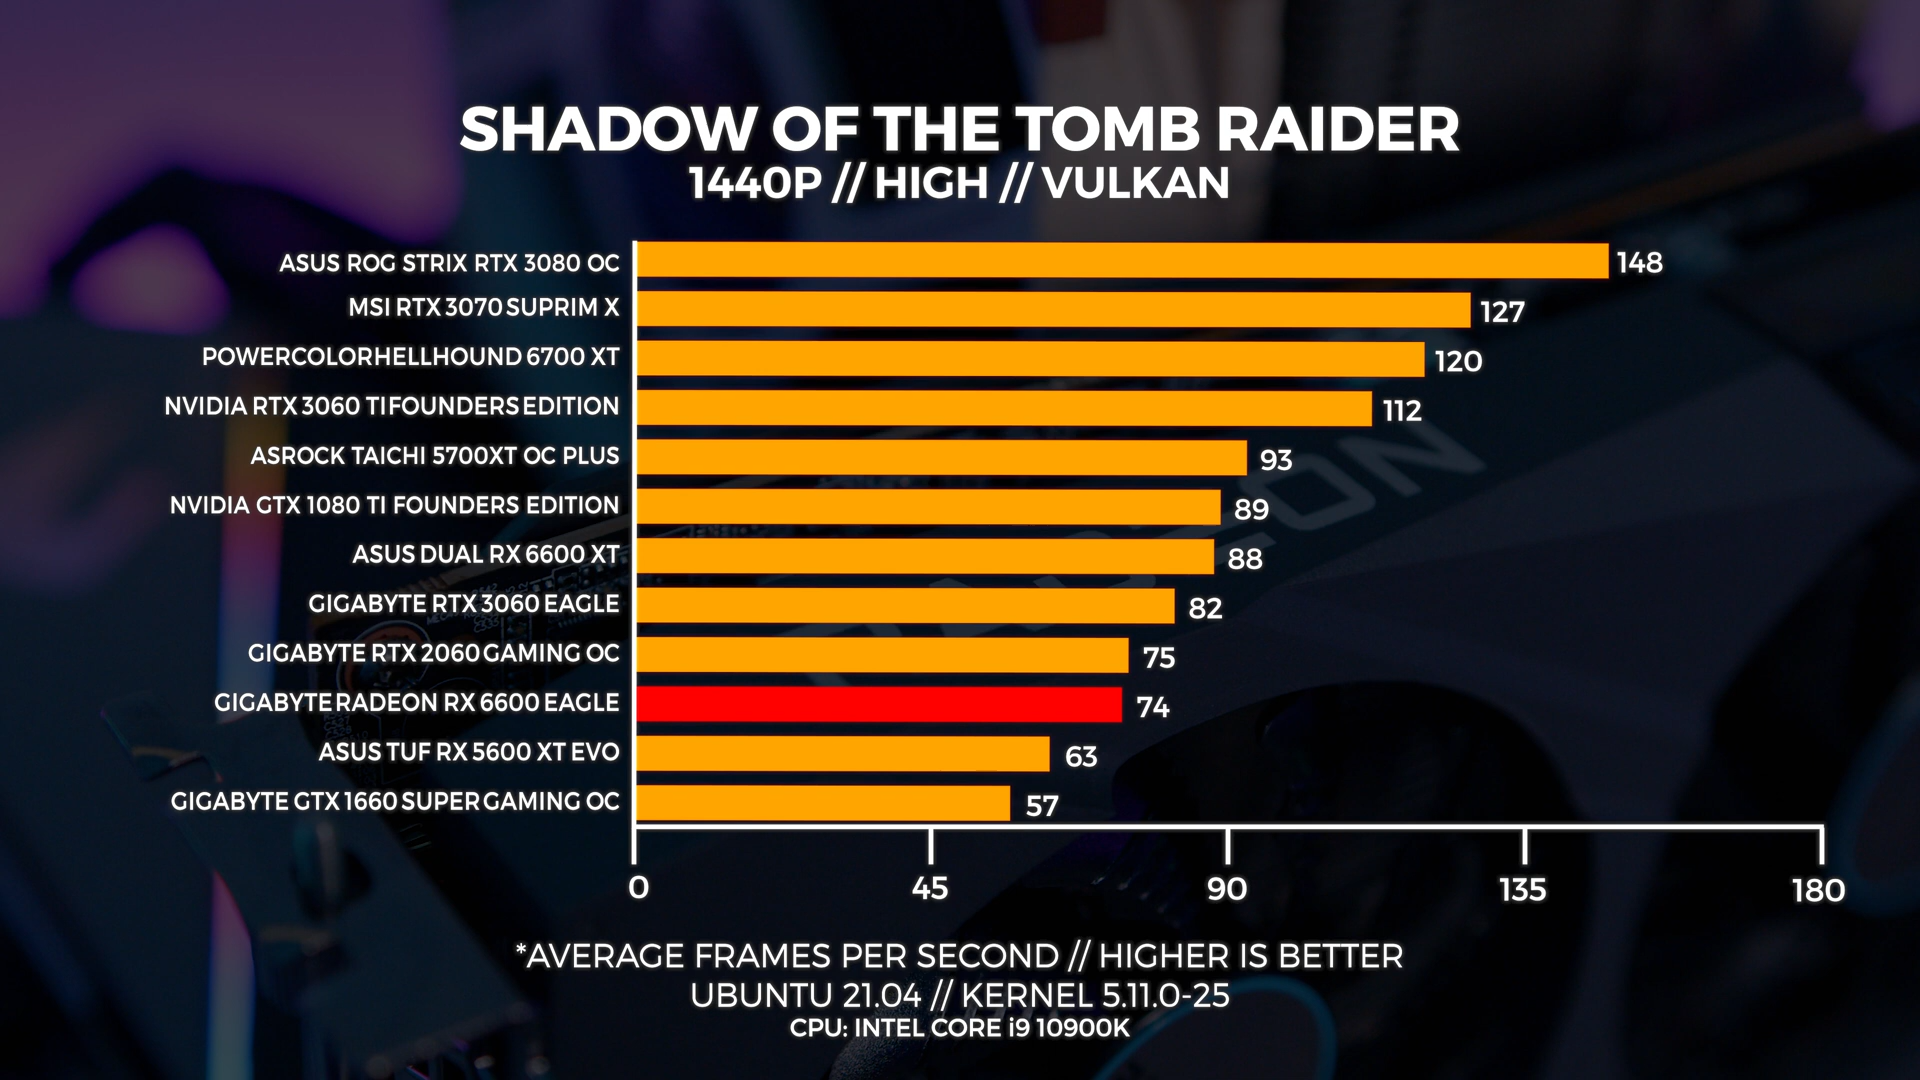 SHADOW OF THE TOMB RAIDER
1440P // HIGH // VULKAN
ASUS ROG STRIX RTX 3080 OC 148
MSI RTX 3070 SUPRIM X 127
POWERCOLOR HELLHOUND 6700 XT 120
NVIDIA RTX 3060 TI FOUNDERS EDITION 112
ASROCK TAICHI 5700XT OC PLUS 93
NVIDIA GTX 1080 TI FOUNDERS EDITION 89
ASUS DUAL RX 6600 XT 88
GIGABYTE RTX 3060 EAGLE 82
GIGABYTE RTX 2060 GAMING OC 75
GIGABYTE RADEON RX 6600 EAGLE 74
ASUS TUF RX 5600 XT EVO 63
GIGABYTE GTX 1660 SUPER GAMING OC 57
0 45 90 135 180
*AVERAGE FRAMES PER SECOND // HIGHER IS BETTER
UBUNTU 21.04 // KERNEL 5.11.0-25
CPU: INTEL CORE i9 10900K
RADEON